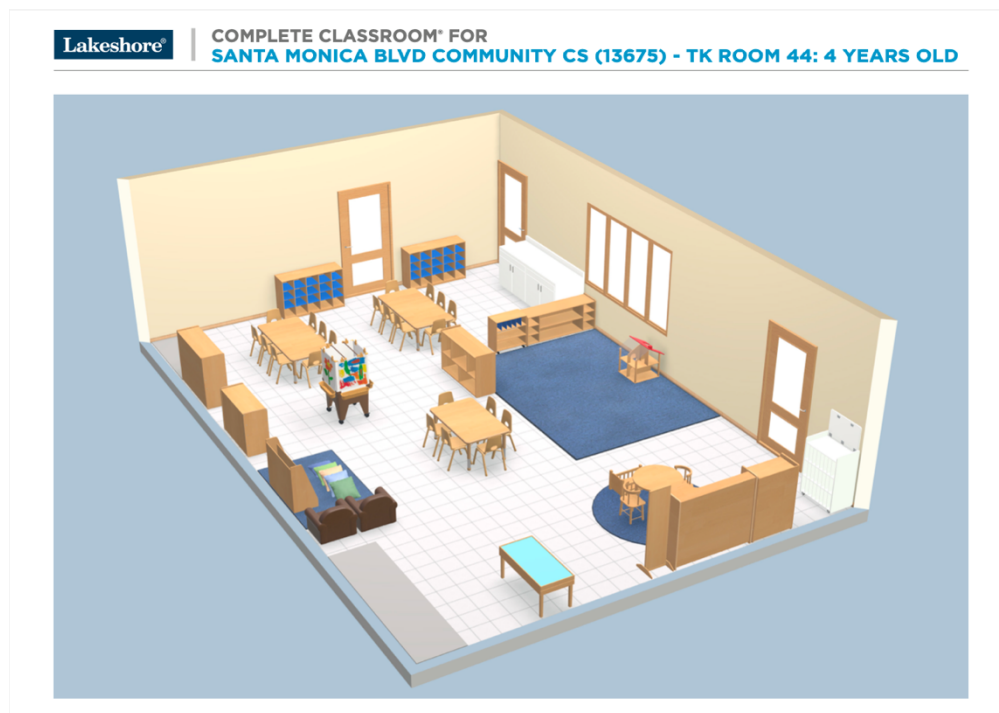 Lakeshore®
COMPLETE CLASSROOM® FOR
SANTA MONICA BLVD COMMUNITY CS (13675) - TK ROOM 44: 4 YEARS OLD